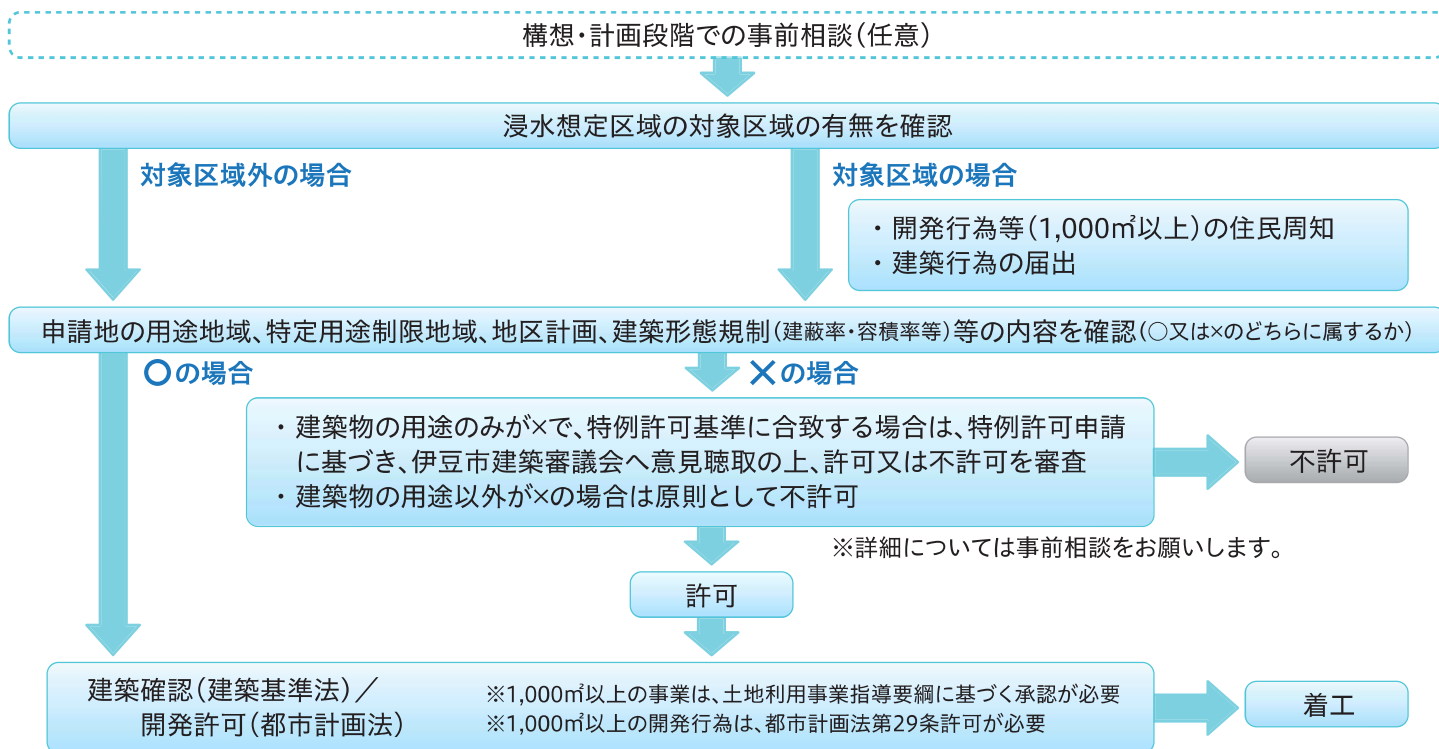 構想・計画段階での事前相談(任意)
浸水想定区域の対象区域の有無を確認
対象区域外の場合
対象区域の場合
・開発行為等(1,000㎡以上)の住民周知
・建築行為の届出
申請地の用途地域、特定用途制限地域、地区計画、建築形態規制(建蔽率・容積率等)等の内容を確認(○又は×のどちらに属するか)
○の場合
×の場合
・建築物の用途のみが×で、特例許可基準に合致する場合は、特例許可申請
に基づき、伊豆市建築審議会へ意見聴取の上、許可又は不許可を審査
・建築物の用途以外が×の場合は原則として不許可
不許可
※詳細については事前相談をお願いします。
許可
建築確認(建築基準法)／
開発許可(都市計画法)
※1,000㎡以上の事業は、土地利用事業指導要綱に基づく承認が必要
※1,000㎡以上の開発行為は、都市計画法第29条許可が必要
着工